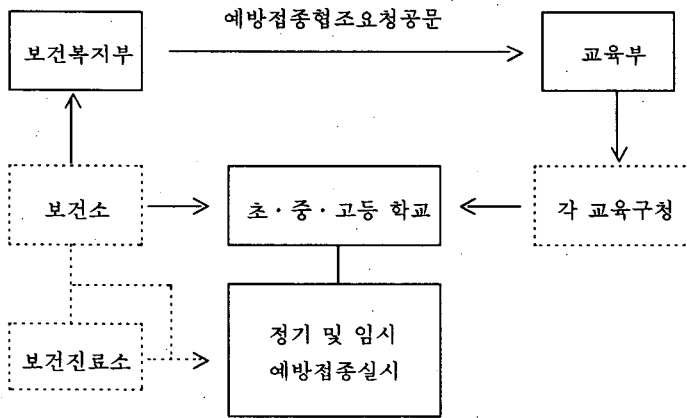 예방접종협조요청공문
보건복지부
교육부
보건소
초·중·고등 학교
각 교육구청
보건진료소
정기 및 임시
예방접종실시